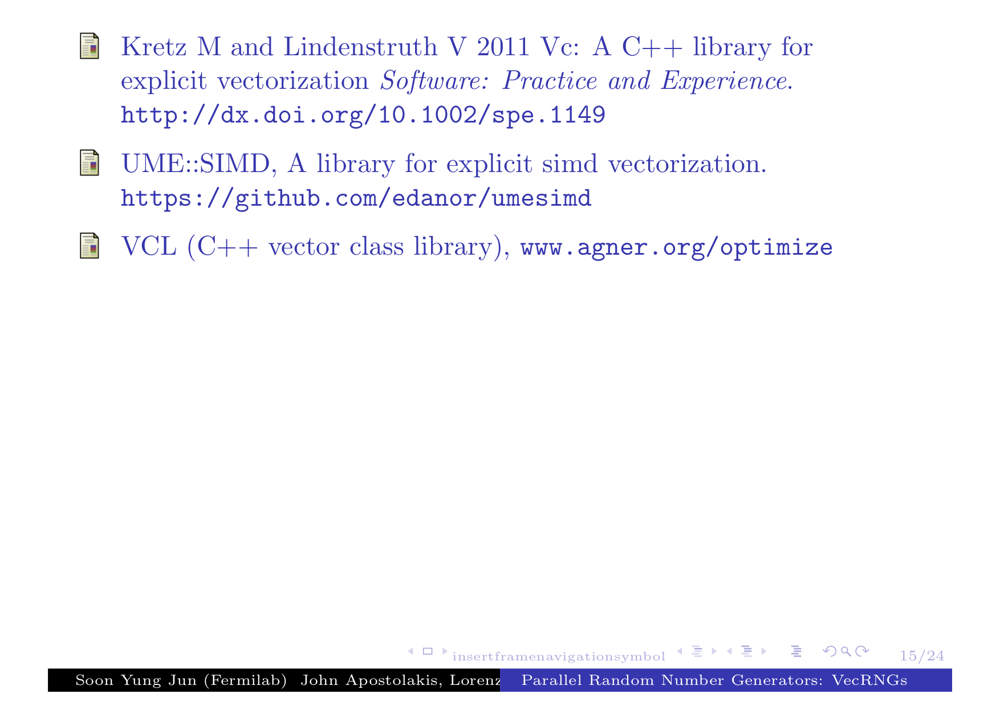 Kretz M and Lindenstruth V 2011 Vc: A C++ library for
explicit vectorization Software: Practice and Experience.
http://dx.doi.org/10.1002/spe.1149
UME::SIMD, A library for explicit simd vectorization.
https://github.com/edanor/umesimd
VCL (C++ vector class library), www.agner.org/optimize
insertframenavigationsymbol
15/24
Soon Yung Jun (Fermilab) John Apostolakis, Lorenz
Parallel Random Number Generators: VecRNGs